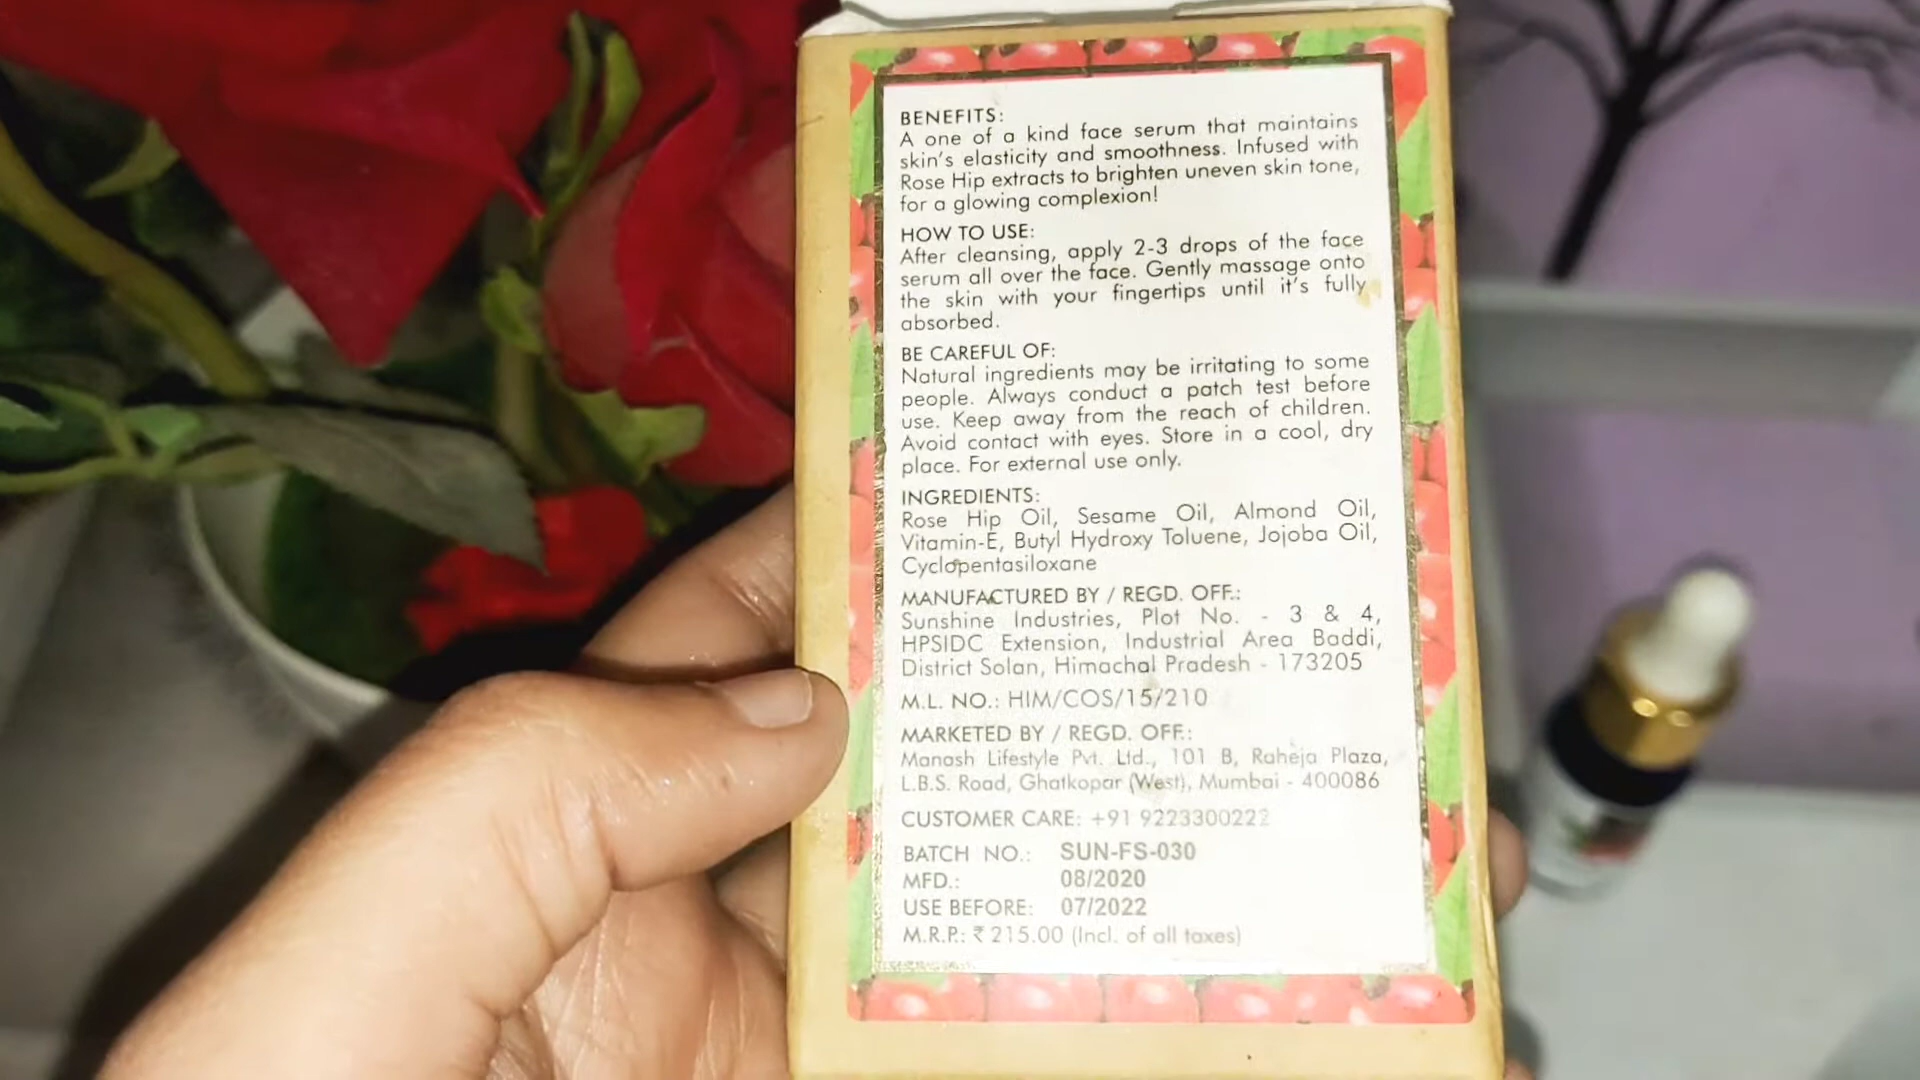 BENEFITS:
A one of a kind face serum that maintains
skin's elasticity and smoothness. Infused with
Rose Hip extracts to brighten uneven skin tone,
for a glowing complexion!
HOW TO USE:
After cleansing, apply 2-3 drops of the face
serum all over the face. Gently massage onto
the skin with your fingertips until it's fully
absorbed.
BE CAREFUL OF:
Natural ingredients may be irritating to some
people. Always conduct a patch test before
use. Keep away from the reach of children.
Avoid contact with eyes. Store in a cool, dry
place. For external use only.
INGREDIENTS:
Rose Hip Oil, Sesame Oil, Almond Oil,
Vitamin-E, Butyl Hydroxy Toluene, Jojoba Oil,
Cyclopentasiloxane
MANUFACTURED BY / REGD. OFF.:
Sunshine Industries, Plot No. - 3 & 4,
HPSIDC Extension, Industrial Area Baddi,
District Solan, Himachal Pradesh - 173205
M.L. NO.: HIM/COS/15/210
MARKETED BY / REGD. OFF.:
Manash Lifestyle Pvt. Ltd., 101 B, Raheja Plaza,
L.B.S. Road, Ghatkopar (West), Mumbai - 400086
CUSTOMER CARE: +91 9223300222
BATCH NO.: SUN-FS-030
MFD.: 08/2020
USE BEFORE: 07/2022
M.R.P.: ₹ 215.00 (Incl. of all taxes)